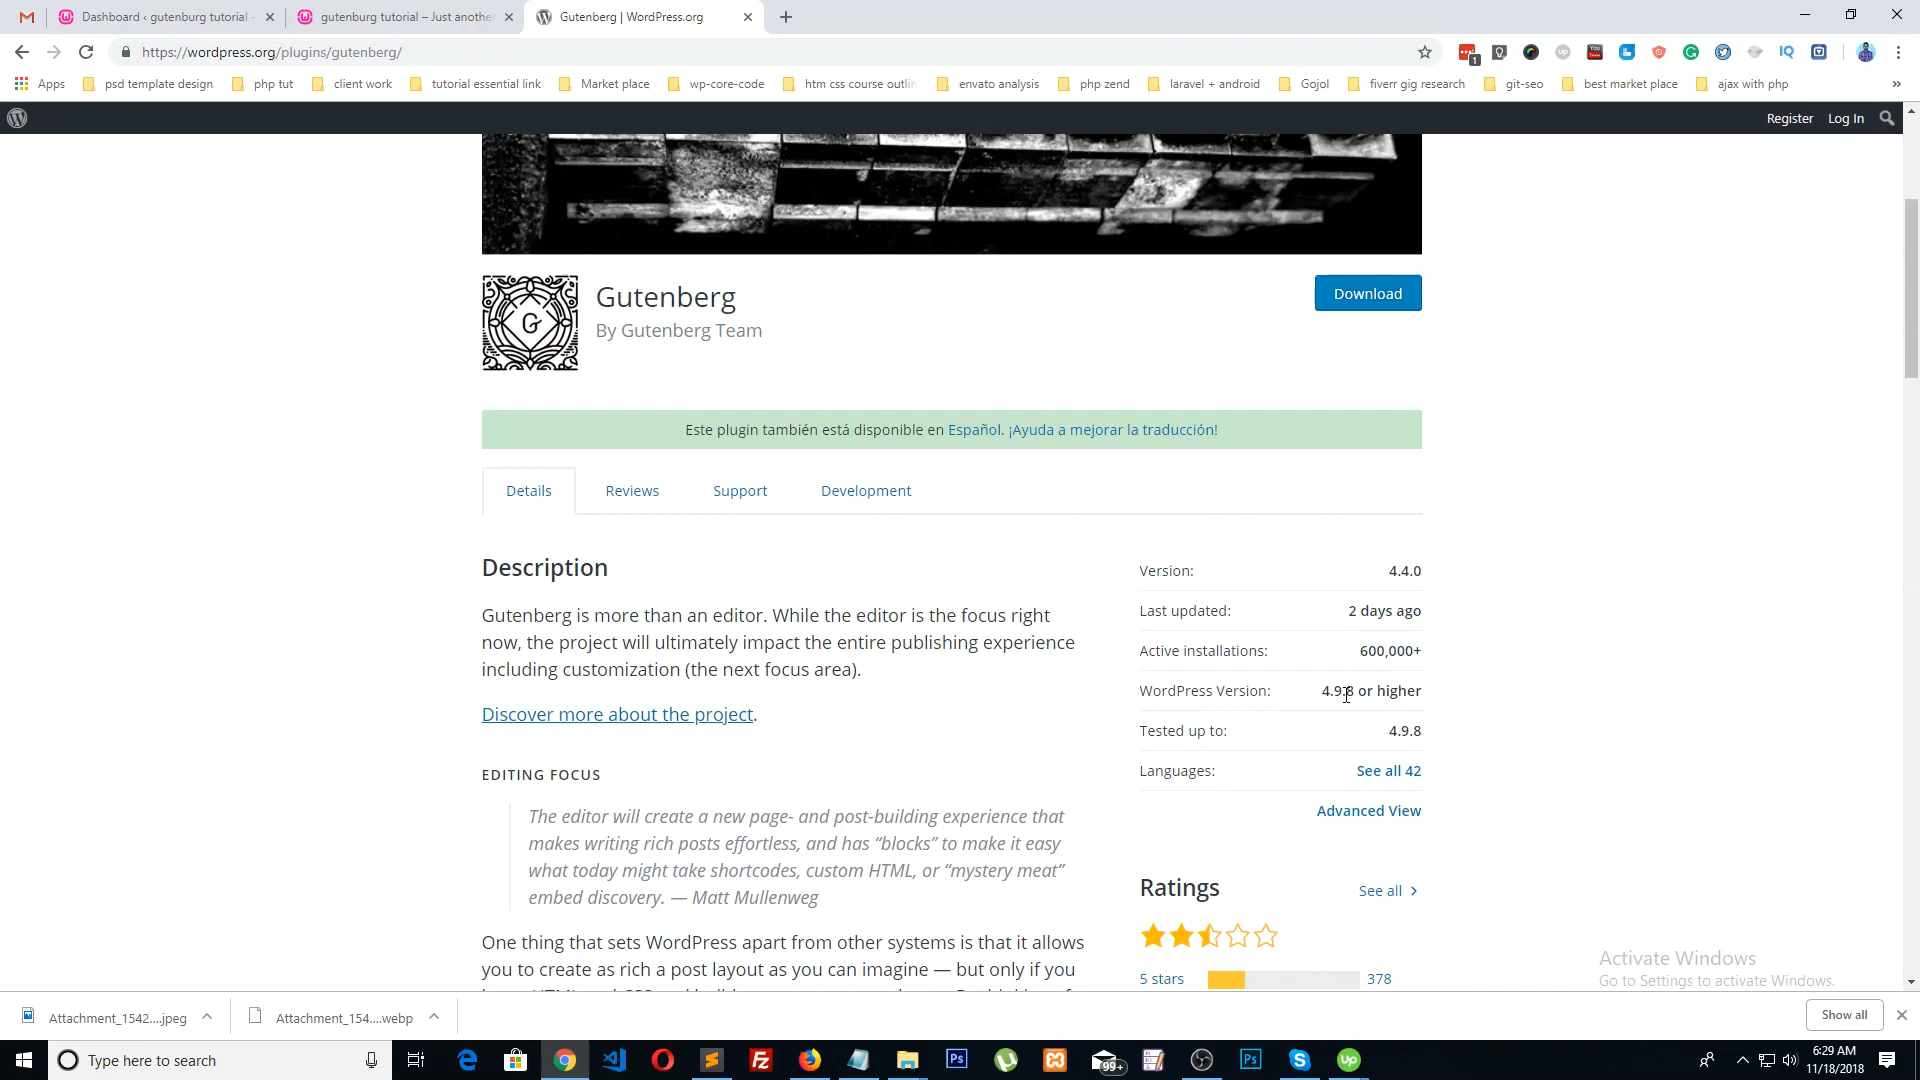 Dashboard ‹ gutenburg tutorial -
gutenburg tutorial – Just another
Gutenberg | WordPress.org
https://wordpress.org/plugins/gutenberg/
Apps
psd template design
php tut
client work
tutorial essential link
Market place
wp-core-code
htm css course outlin
envato analysis
php zend
laravel + android
Gojol
fiverr gig research
git-seo
best market place
ajax with php
Register
Log In
Gutenberg
By Gutenberg Team
Download
Este plugin también está disponible en Español. ¡Ayuda a mejorar la traducción!
Details
Reviews
Support
Development
Description
Gutenberg is more than an editor. While the editor is the focus right
now, the project will ultimately impact the entire publishing experience
including customization (the next focus area).
Discover more about the project.
EDITING FOCUS
The editor will create a new page- and post-building experience that
makes writing rich posts effortless, and has “blocks” to make it easy
what today might take shortcodes, custom HTML, or “mystery meat”
embed discovery. — Matt Mullenweg
One thing that sets WordPress apart from other systems is that it allows
you to create as rich a post layout as you can imagine — but only if you
Version: 4.4.0
Last updated: 2 days ago
Active installations: 600,000+
WordPress Version: 4.9.8 or higher
Tested up to: 4.9.8
Languages: See all 42
Advanced View
Ratings
See all
5 stars 378
Activate Windows
Go to Settings to activate Windows.
Attachment_1542....jpeg
Attachment_154....webp
Show all
Type here to search
99+
6:29 AM
11/18/2018